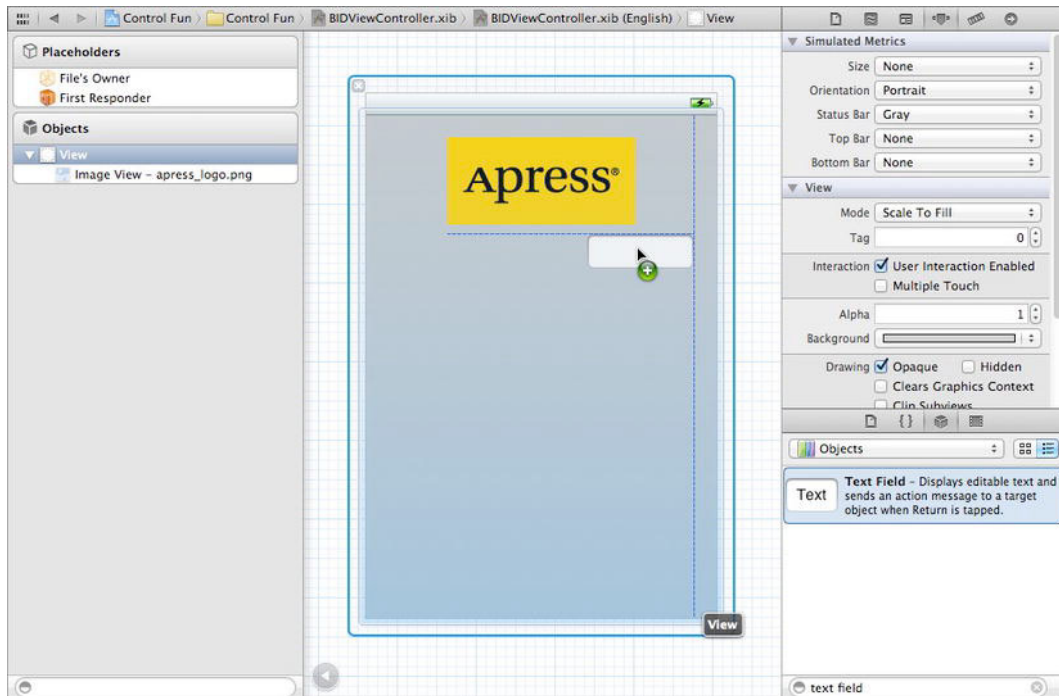 Control Fun Control Fun BIDViewController.xib BIDViewController.xib (English) View
Placeholders
File's Owner
First Responder
Objects
View
Image View – apress_logo.png
Apress®
View
Simulated Metrics
Size None
Orientation Portrait
Status Bar Gray
Top Bar None
Bottom Bar None
View
Mode Scale To Fill
Tag 0
Interaction User Interaction Enabled
Multiple Touch
Alpha 1
Background
Drawing Opaque Hidden
Clears Graphics Context
Clip Subviews
{}
Objects
Text
Text Field – Displays editable text and
sends an action message to a target
object when Return is tapped.
text field